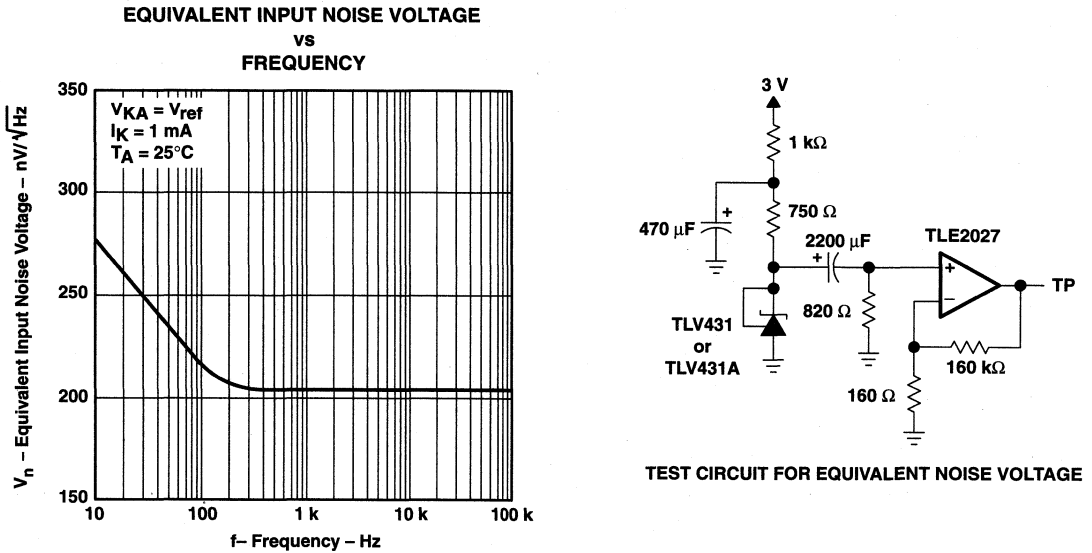 EQUIVALENT INPUT NOISE VOLTAGE
vs
FREQUENCY
Vn – Equivalent Input Noise Voltage – nV/√Hz
350
300
250
200
150
VKA = Vref
IK = 1 mA
TA = 25°C
10
100
1 k
10 k
100 k
f– Frequency – Hz
3 V
1 kΩ
750 Ω
470 μF
+
2200 μF
+
TLE2027
+
–
TP
820 Ω
TLV431
or
TLV431A
160 kΩ
160 Ω
TEST CIRCUIT FOR EQUIVALENT NOISE VOLTAGE